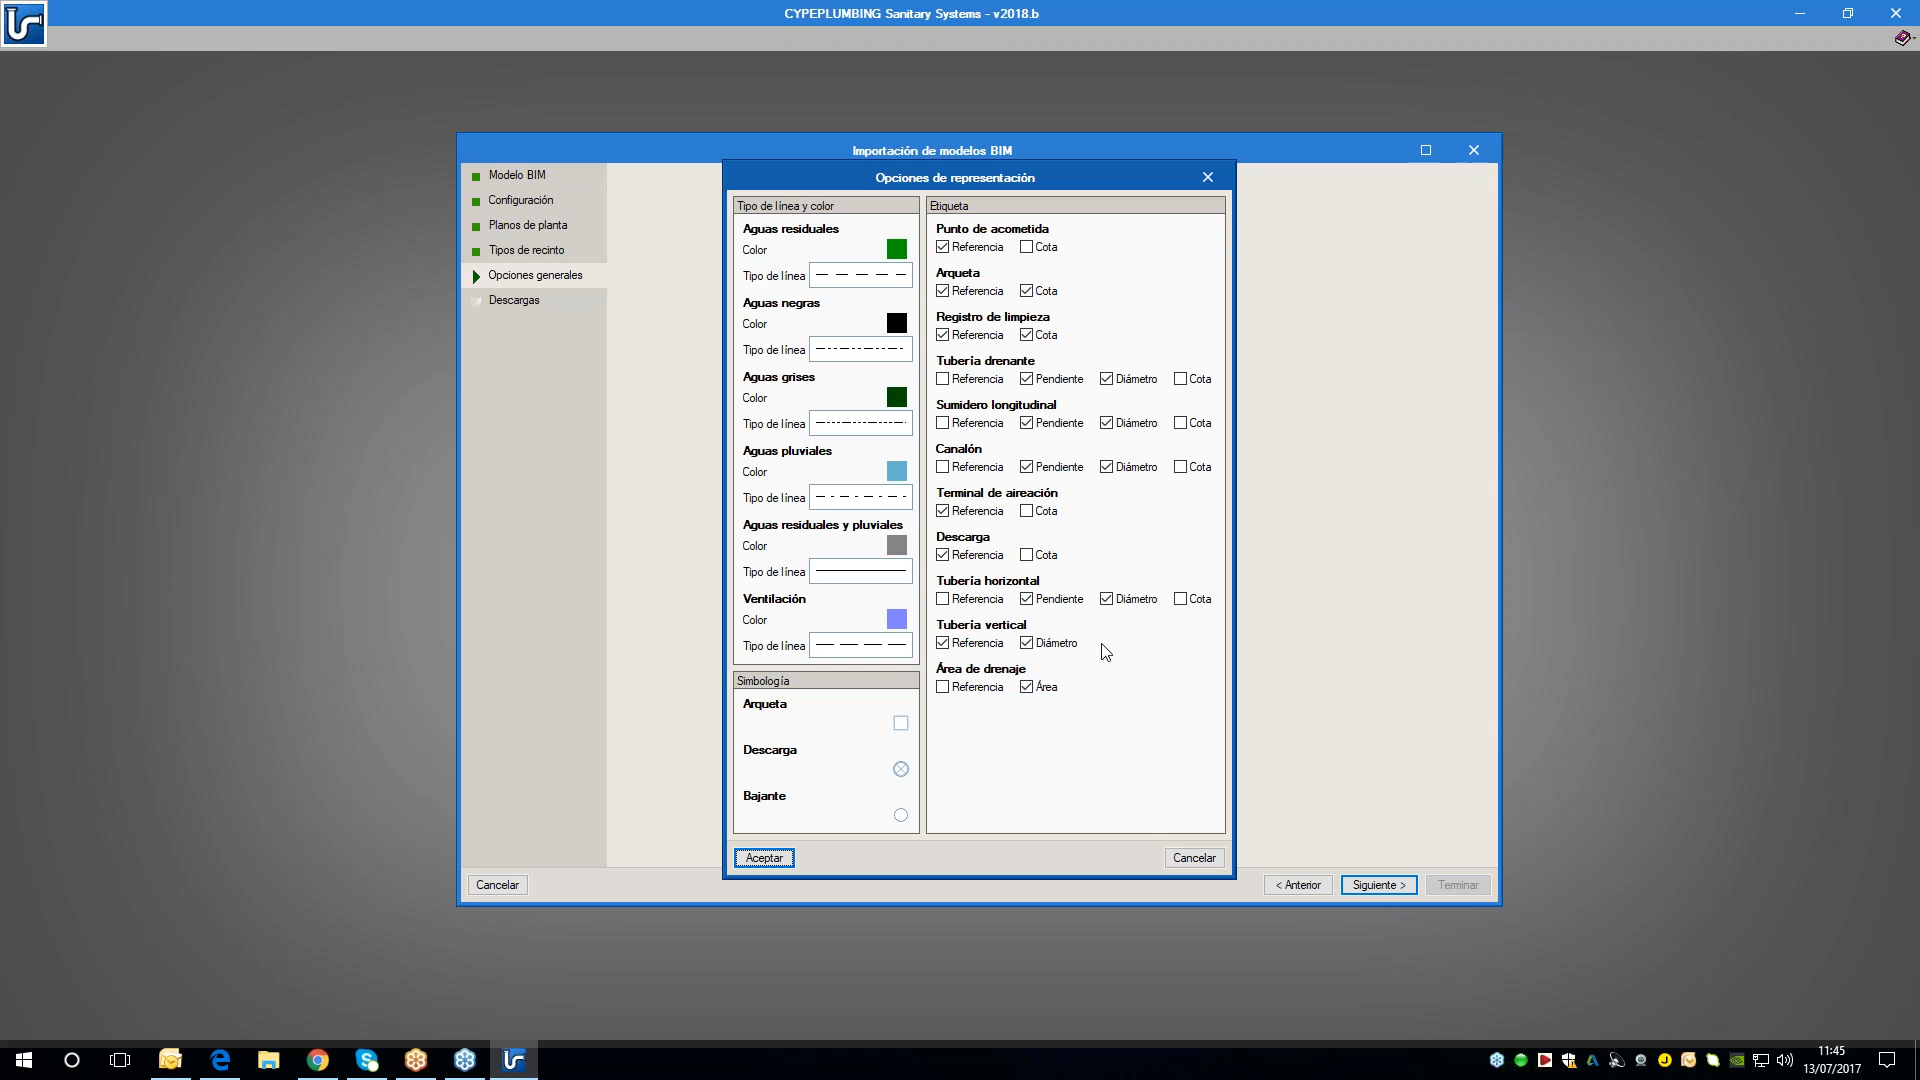 CYPEPLUMBING Sanitary Systems - v2018.b
Importación de modelos BIM
Modelo BIM
Configuración
Planos de planta
Tipos de recinto
Opciones generales
Descargas
Opciones de representación
Tipo de línea y color
Aguas residuales
Color
Tipo de línea
Aguas negras
Color
Tipo de línea
Aguas grises
Color
Tipo de línea
Aguas pluviales
Color
Tipo de línea
Aguas residuales y pluviales
Color
Tipo de línea
Ventilación
Color
Tipo de línea
Simbología
Arqueta
Descarga
Bajante
Etiqueta
Punto de acometida
Referencia Cota
Arqueta
Referencia Cota
Registro de limpieza
Referencia Cota
Tubería drenante
Referencia Pendiente Diámetro Cota
Sumidero longitudinal
Referencia Pendiente Diámetro Cota
Canalón
Referencia Pendiente Diámetro Cota
Terminal de aireación
Referencia Cota
Descarga
Referencia Cota
Tubería horizontal
Referencia Pendiente Diámetro Cota
Tubería vertical
Referencia Diámetro
Área de drenaje
Referencia Área
Aceptar Cancelar
Cancelar < Anterior Siguiente > Terminar
11:45
13/07/2017